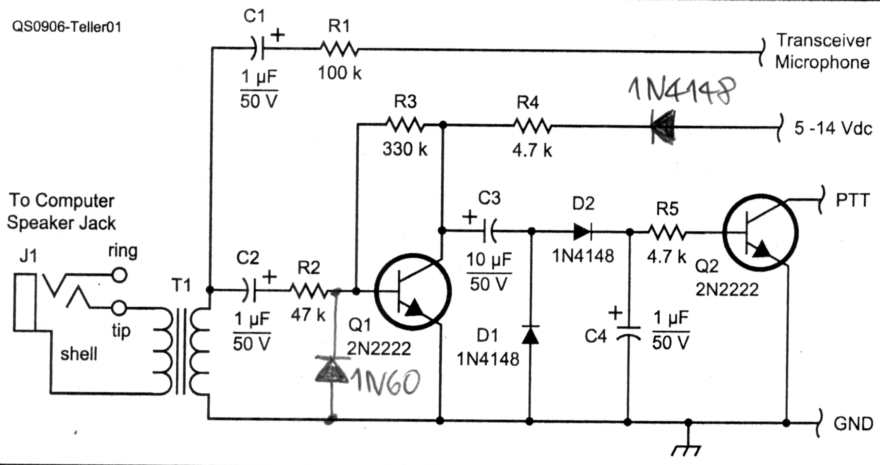 QS0906-Teller01
C1
+
1 µF
50 V
R1
100 k
Transceiver
Microphone
R3
330 k
R4
4.7 k
1N4148
5 -14 Vdc
To Computer
Speaker Jack
J1
ring
tip
shell
T1
C2
+
1 µF
50 V
R2
47 k
1N60
Q1
2N2222
C3
+
10 µF
50 V
D1
1N4148
D2
1N4148
+
C4
1 µF
50 V
R5
4.7 k
Q2
2N2222
PTT
GND